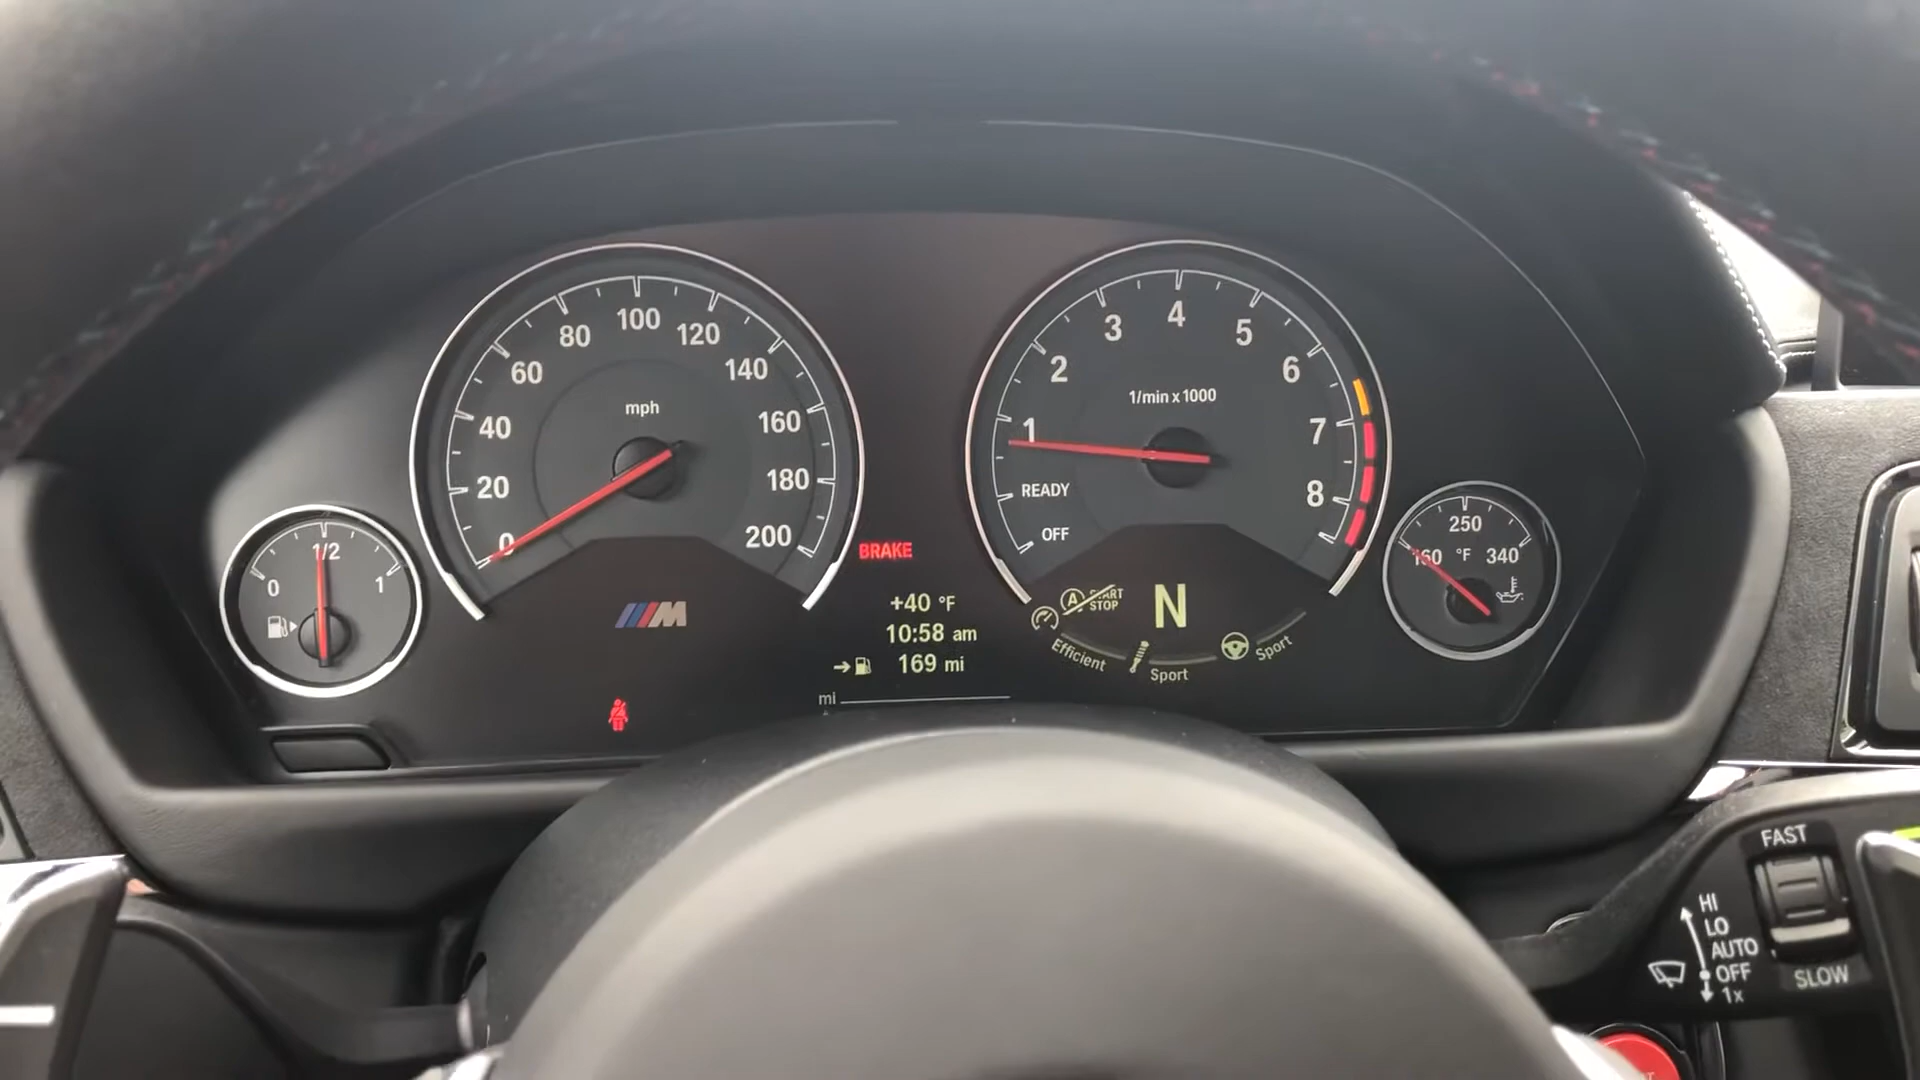 0
20
40
60
80
100
120
140
160
180
200
mph
0
1/2
1
M
BRAKE
+40 °F
10:58 am
169 mi
mi
OFF
READY
1
2
3
4
5
6
7
8
1/min x 1000
A START
STOP
N
Efficient
Sport
Sport
160
250
340
°F
FAST
SLOW
HI
LO
AUTO
OFF
1x